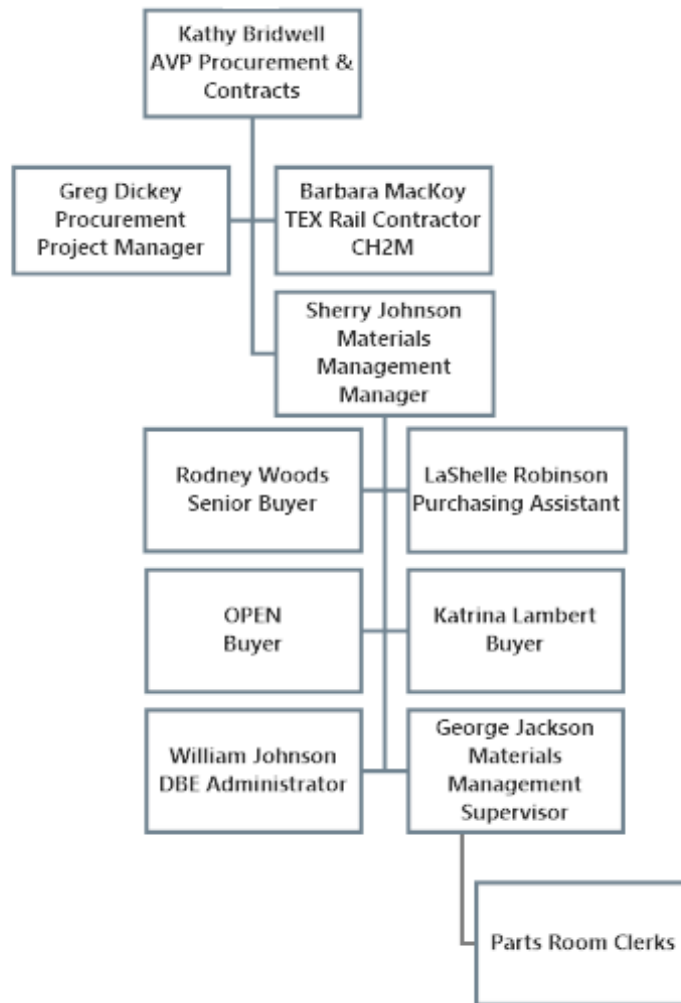 Kathy Bridwell
AVP Procurement &
Contracts
Greg Dickey
Procurement
Project Manager
Barbara MacKoy
TEX Rail Contractor
CH2M
Sherry Johnson
Materials
Management
Manager
Rodney Woods
Senior Buyer
LaShelle Robinson
Purchasing Assistant
OPEN
Buyer
Katrina Lambert
Buyer
William Johnson
DBE Administrator
George Jackson
Materials
Management
Supervisor
Parts Room Clerks